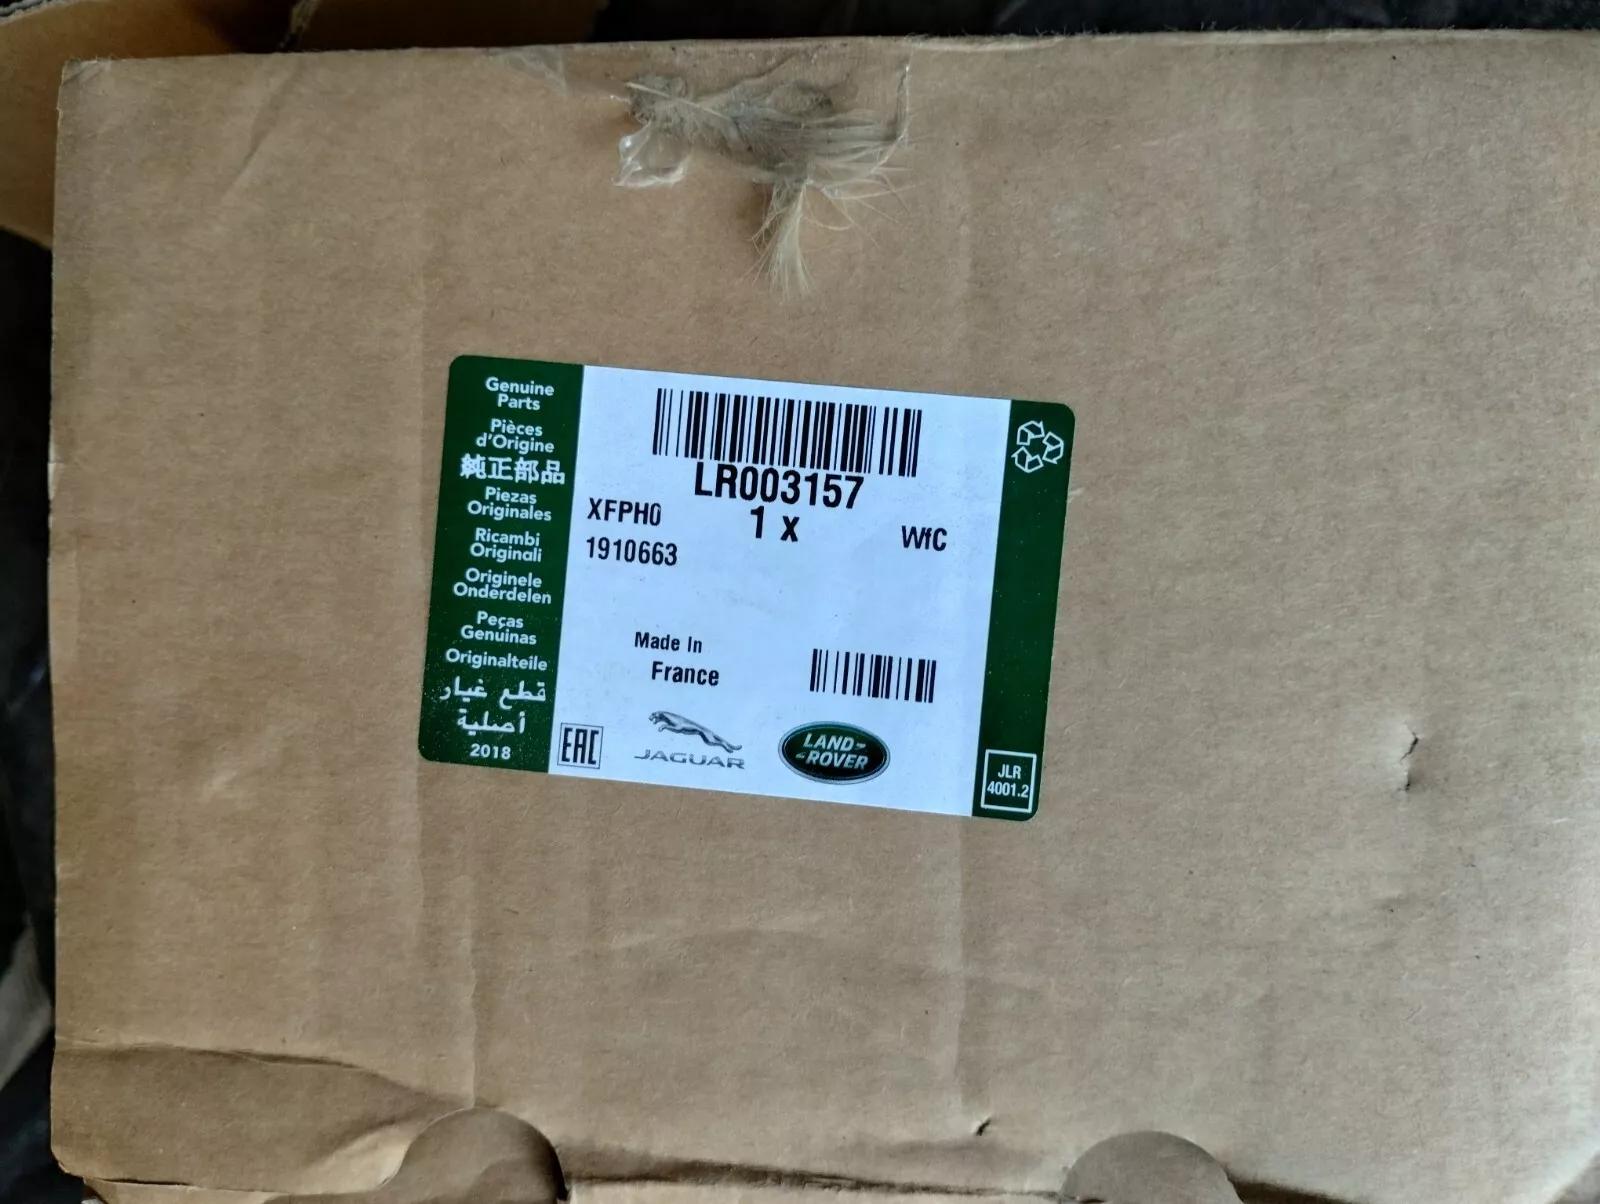 Genuine
Parts
Pièces
d'Origine
純正部品
Piezas
Originales
Ricambi
Originali
Originele
Onderdelen
Peças
Genuinas
Originalteile
قطع غيار
أصلية
2018
LR003157
XFPH0 1 x WfC
1910663
Made In
France
EAC
JAGUAR
LAND-
-ROVER
JLR
4001.2